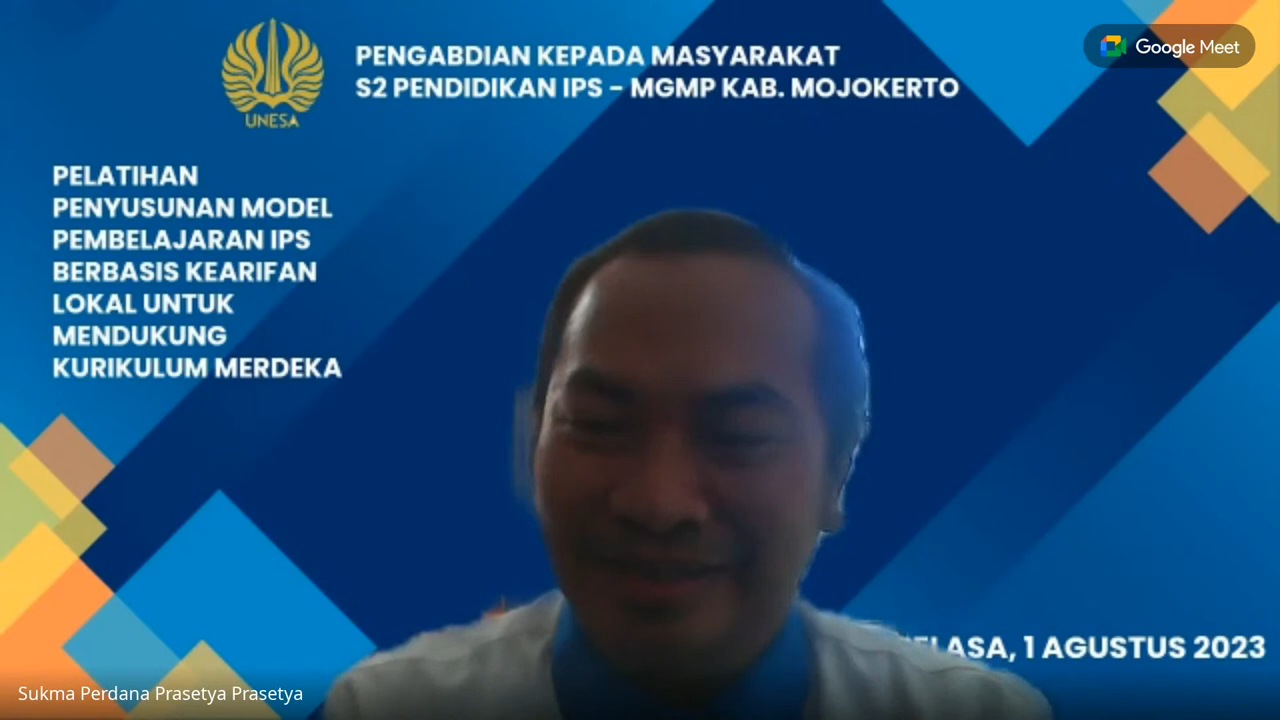 Google Meet
UNESA
PENGABDIAN KEPADA MASYARAKAT
S2 PENDIDIKAN IPS - MGMP KAB. MOJOKERTO
PELATIHAN
PENYUSUNAN MODEL
PEMBELAJARAN IPS
BERBASIS KEARIFAN
LOKAL UNTUK
MENDUKUNG
KURIKULUM MERDEKA
ELASA, 1 AGUSTUS 2023
Sukma Perdana Prasetya Prasetya